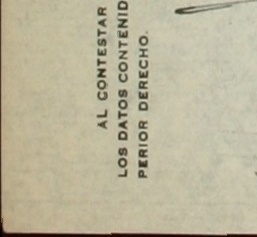 AL CONTESTAR
LOS DATOS CONTENID
PERIOR DERECHO.